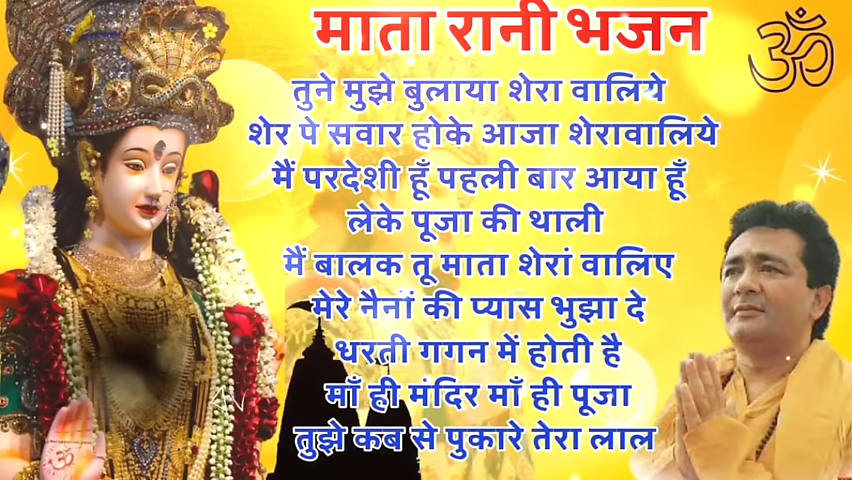 माता रानी भजन
ॐ
तुने मुझे बुलाया शेरा वालिये
शेर पे सवार होके आजा शेरावालिये
मैं परदेशी हूँ पहली बार आया हूँ
लेके पूजा की थाली
मैं बालक तू माता शेरां वालिए
मेरे नैनों की प्यास भुझा दे
धरती गगन में होती है
माँ ही मंदिर माँ ही पूजा
तुझे कब से पुकारे तेरा लाल
ॐ